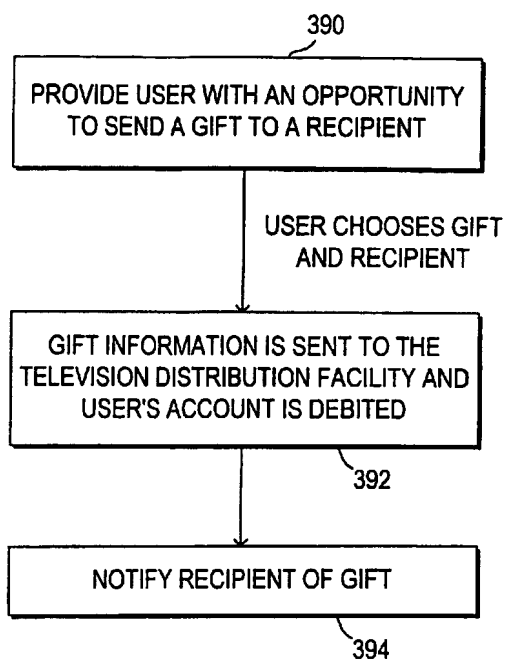 390
PROVIDE USER WITH AN OPPORTUNITY
TO SEND A GIFT TO A RECIPIENT
USER CHOOSES GIFT
AND RECIPIENT
GIFT INFORMATION IS SENT TO THE
TELEVISION DISTRIBUTION FACILITY AND
USER'S ACCOUNT IS DEBITED
392
NOTIFY RECIPIENT OF GIFT
394